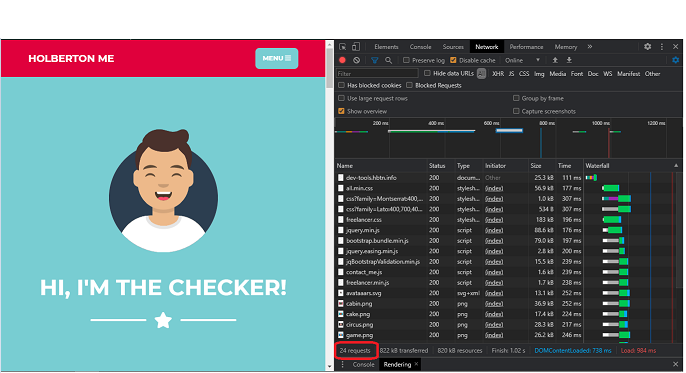 HOLBERTON ME
MENU
HI, I'M THE CHECKER!
Elements Console Sources Network Performance Memory »
Preserve log Disable cache Online
Filter Hide data URLs All XHR JS CSS Img Media Font Doc WS Manifest Other
Has blocked cookies Blocked Requests
Use large request rows Group by frame
Show overview Capture screenshots
200 ms 400 ms 600 ms 800 ms 1000 ms 1200 ms
Name Status Type Initiator Size Time Waterfall
dev-tools.hbtn.info 200 docum... Other 25.3 kB 111 ms
all.min.css 200 stylesh... (index) 56.9 kB 177 ms
css?family=Montserrat:400,... 200 stylesh... (index) 1.0 kB 307 ms
css?family=Lato:400,700,40... 200 stylesh... (index) 534 B 307 ms
freelancer.css 200 stylesh... (index) 183 kB 196 ms
jquery.min.js 200 script (index) 88.6 kB 176 ms
bootstrap.bundle.min.js 200 script (index) 79.0 kB 197 ms
jquery.easing.min.js 200 script (index) 2.8 kB 200 ms
jqBootstrapValidation.min.js 200 script (index) 15.5 kB 239 ms
contact_me.js 200 script (index) 1.6 kB 239 ms
freelancer.min.js 200 script (index) 1.7 kB 238 ms
avataaars.svg 200 svg+xml (index) 13.1 kB 252 ms
cabin.png 200 png (index) 36.9 kB 252 ms
cake.png 200 png (index) 17.4 kB 224 ms
circus.png 200 png (index) 28.3 kB 217 ms
game.png 200 png (index) 26.2 kB 246 ms
24 requests 822 kB transferred 820 kB resources Finish: 1.02 s DOMContentLoaded: 738 ms Load: 984 ms
Console Rendering ×